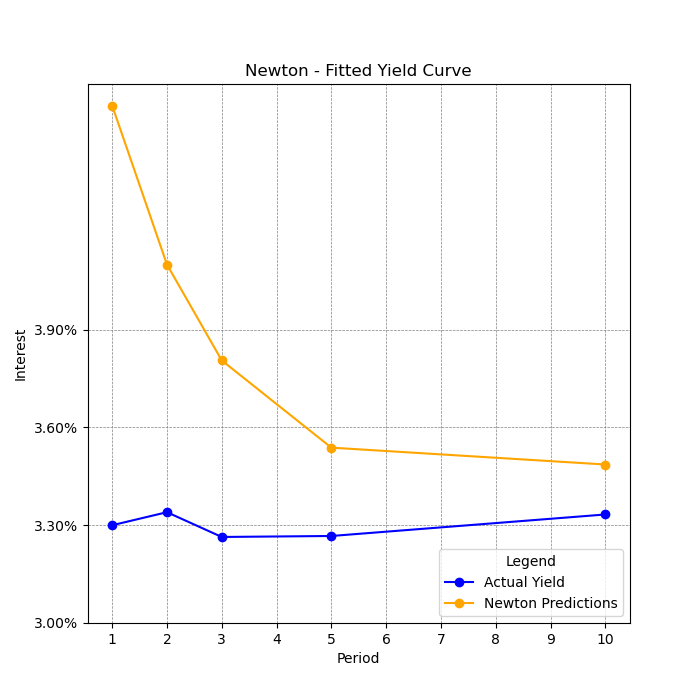 Newton - Fitted Yield Curve
Interest
3.90%
3.60%
3.30%
3.00%
Legend
Actual Yield
Newton Predictions
1 2 3 4 5 6 7 8 9 10
Period